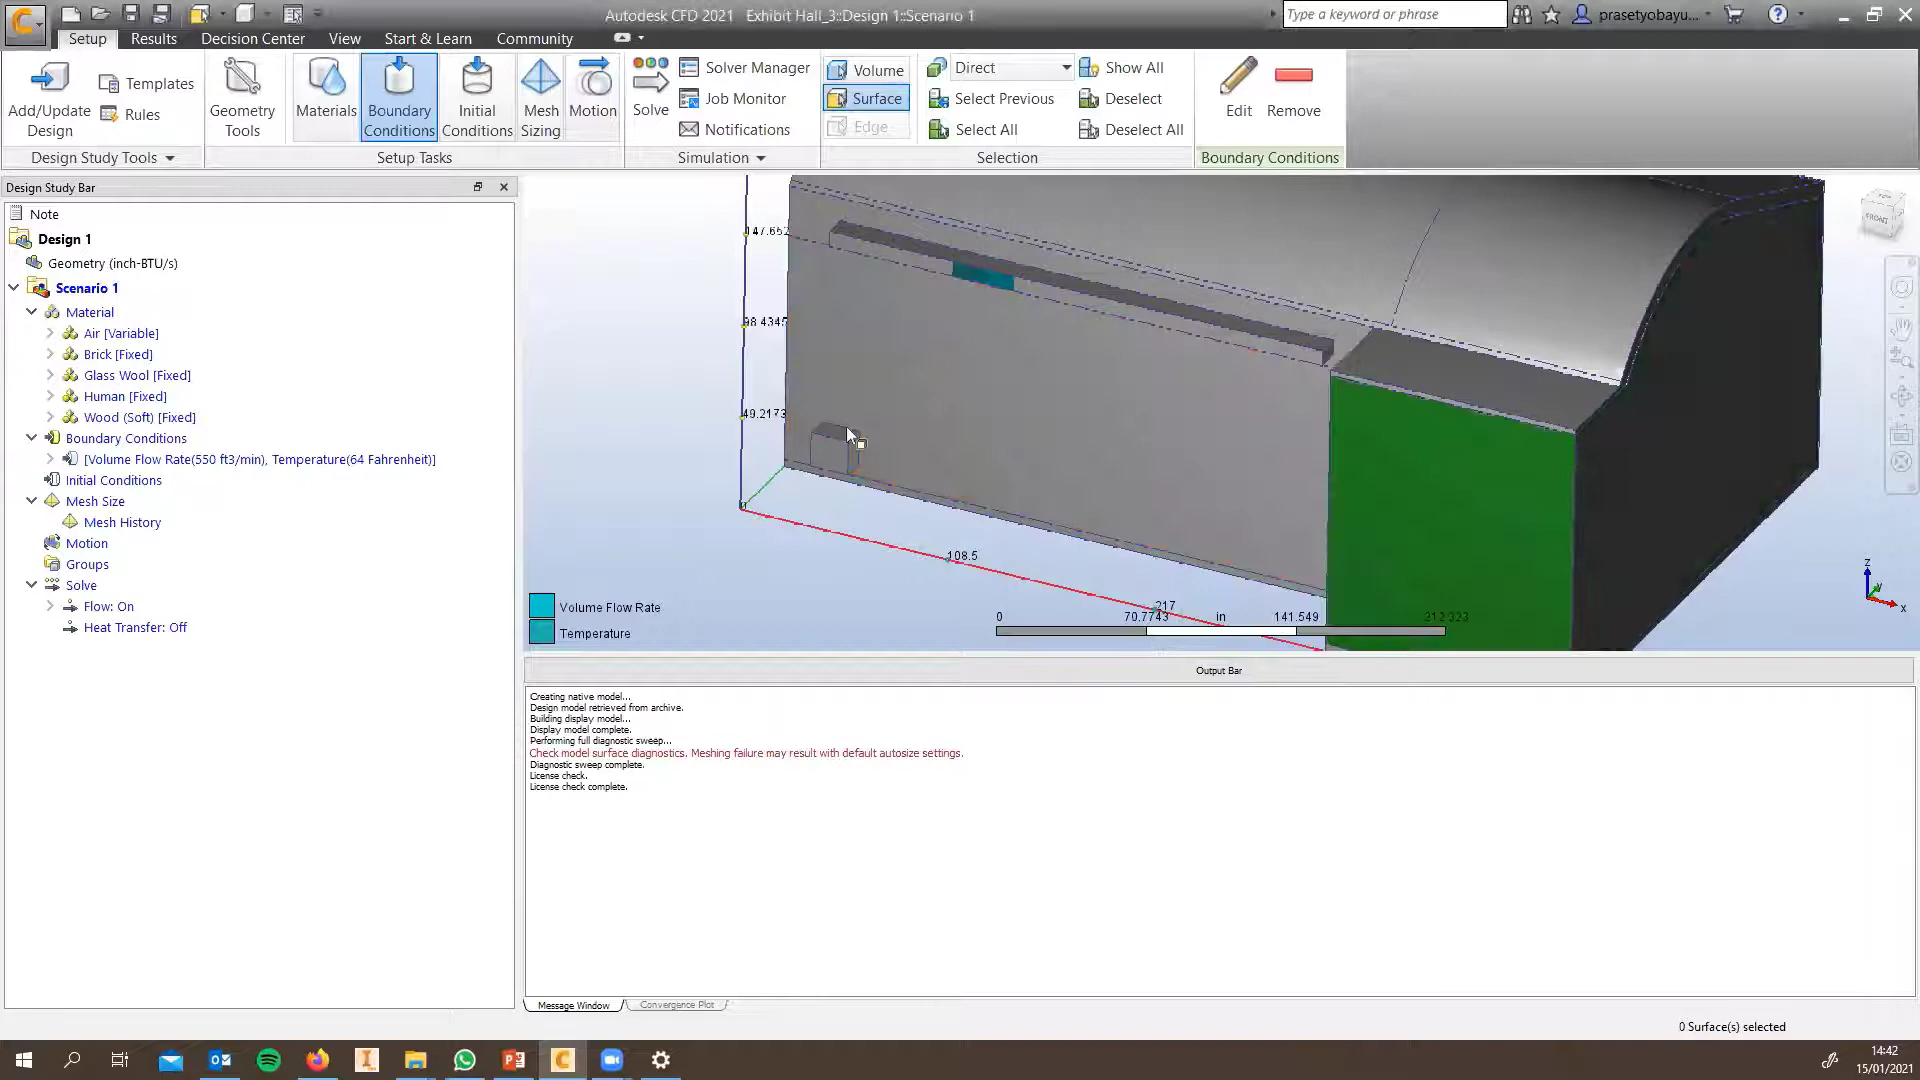 Autodesk CFD 2021 Exhibit Hall_3::Design 1::Scenario 1
Type a keyword or phrase
prasetyobayu...
Setup
Results
Decision Center
View
Start & Learn
Community
Add/Update
Design
Templates
Rules
Design Study Tools
Geometry
Tools
Materials
Boundary
Conditions
Initial
Conditions
Mesh
Sizing
Motion
Setup Tasks
Solve
Solver Manager
Job Monitor
Notifications
Simulation
Volume
Surface
Edge
Direct
Select Previous
Select All
Show All
Deselect
Deselect All
Selection
Edit
Remove
Boundary Conditions
Design Study Bar
Note
Design 1
Geometry (inch-BTU/s)
Scenario 1
Material
Air [Variable]
Brick [Fixed]
Glass Wool [Fixed]
Human [Fixed]
Wood (Soft) [Fixed]
Boundary Conditions
[Volume Flow Rate(550 ft3/min), Temperature(64 Fahrenheit)]
Initial Conditions
Mesh Size
Mesh History
Motion
Groups
Solve
Flow: On
Heat Transfer: Off
147.652
98.4345
49.2173
0
108.5
217
FRONT
Volume Flow Rate
Temperature
0
70.7743
in
141.549
212.323
z
y
x
Output Bar
Creating native model...
Design model retrieved from archive.
Building display model...
Display model complete.
Performing full diagnostic sweep...
Check model surface diagnostics. Meshing failure may result with default autosize settings.
Diagnostic sweep complete.
License check.
License check complete.
Message Window
Convergence Plot
0 Surface(s) selected
14:42
15/01/2021